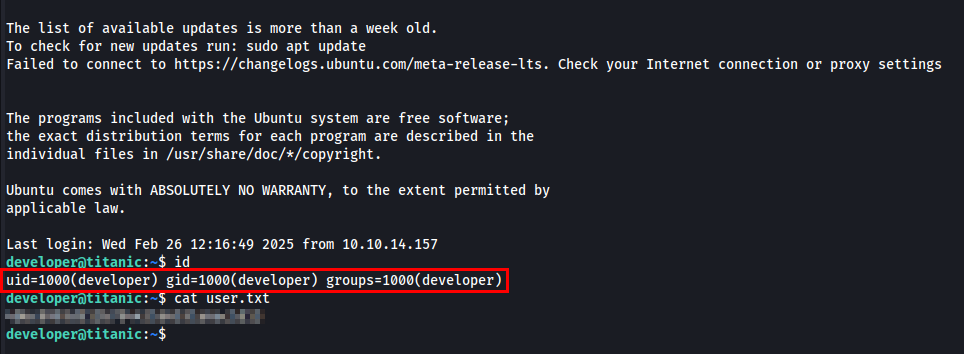 The list of available updates is more than a week old.
To check for new updates run: sudo apt update
Failed to connect to https://changelogs.ubuntu.com/meta-release-lts. Check your Internet connection or proxy settings
The programs included with the Ubuntu system are free software;
the exact distribution terms for each program are described in the
individual files in /usr/share/doc/*/copyright.
Ubuntu comes with ABSOLUTELY NO WARRANTY, to the extent permitted by
applicable law.
Last login: Wed Feb 26 12:16:49 2025 from 10.10.14.157
developer@titanic:~$ id
uid=1000(developer) gid=1000(developer) groups=1000(developer)
developer@titanic:~$ cat user.txt
developer@titanic:~$